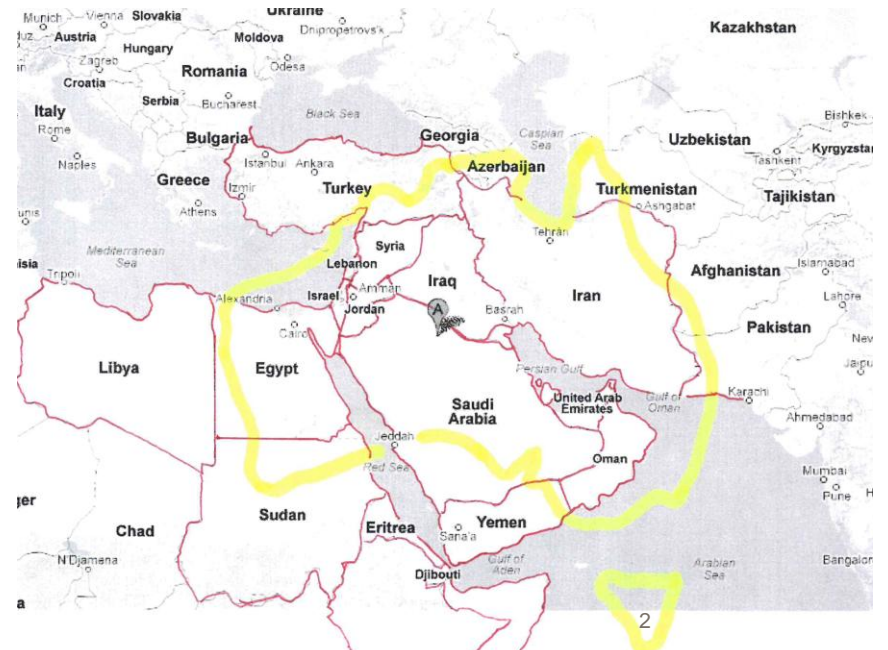 Munich
Vienna
Slovakia
Ukraine
Dnipropetrovs'k
Kazakhstan
Austria
Hungary
Moldova
Zagreb
Croatia
Romania
Odesa
Serbia
Bucharest
Italy
Rome
Black Sea
Georgia
Caspian
Sea
Bishkek
Uzbekistan
Bulgaria
Naples
Istanbul
Ankara
Azerbaijan
Tashkent
Kyrgyzstan
Greece
Izmir
Turkey
Turkmenistan
Tajikistan
Athens
Ashgabat
Tehran
Mediterranean
Sea
Syria
Tripoli
Lebanon
Iraq
Afghanistan
Islamabad
Alexandria
Israel
Amman
Jordan
Basrah
Iran
Lahore
A
Cairo
Pakistan
Libya
Egypt
Persian Gulf
Saudi
Arabia
United Arab
Emirates
Gulf of
Oman
Karachi
Ahmedabad
Jeddah
Red Sea
Oman
Mumbai
Pune
Sudan
Chad
Eritrea
Yemen
Sana'a
N'Djamena
Djibouti
Gulf of
Aden
Arabian
Sea
Bangalor
2